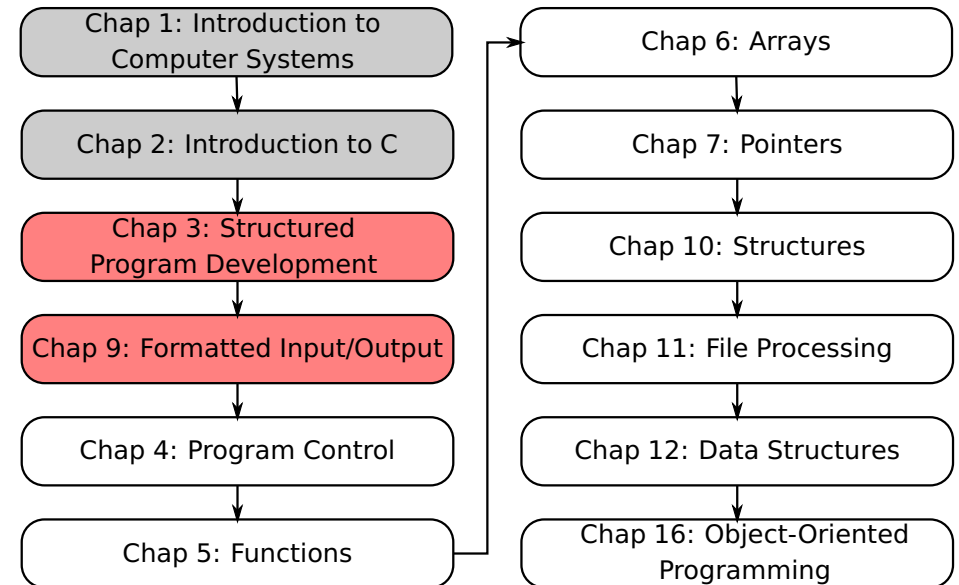 Chap 1: Introduction to
Computer Systems
Chap 2: Introduction to C
Chap 3: Structured
Program Development
Chap 9: Formatted Input/Output
Chap 4: Program Control
Chap 5: Functions
Chap 6: Arrays
Chap 7: Pointers
Chap 10: Structures
Chap 11: File Processing
Chap 12: Data Structures
Chap 16: Object-Oriented
Programming